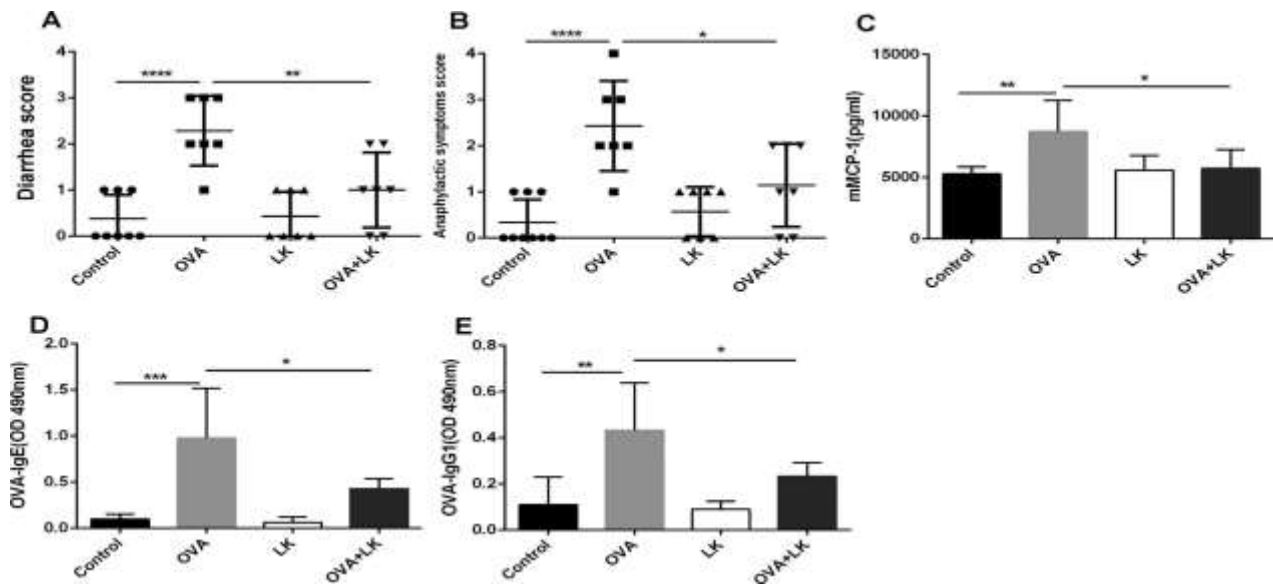 A
Diarrhea score
4
3
2
1
0
****
**
Control
OVA
LK
OVA+LK
B
Anaphylactic symptoms score
4
3
2
1
0
****
*
Control
OVA
LK
OVA+LK
C
mMCP-1(pg/ml)
15000
10000
5000
0
**
*
Control
OVA
LK
OVA+LK
D
OVA-IgE(OD 490nm)
2.0
1.5
1.0
0.5
0.0
***
*
Control
OVA
LK
OVA+LK
E
OVA-IgG1(OD 490nm)
0.8
0.6
0.4
0.2
0.0
**
*
Control
OVA
LK
OVA+LK